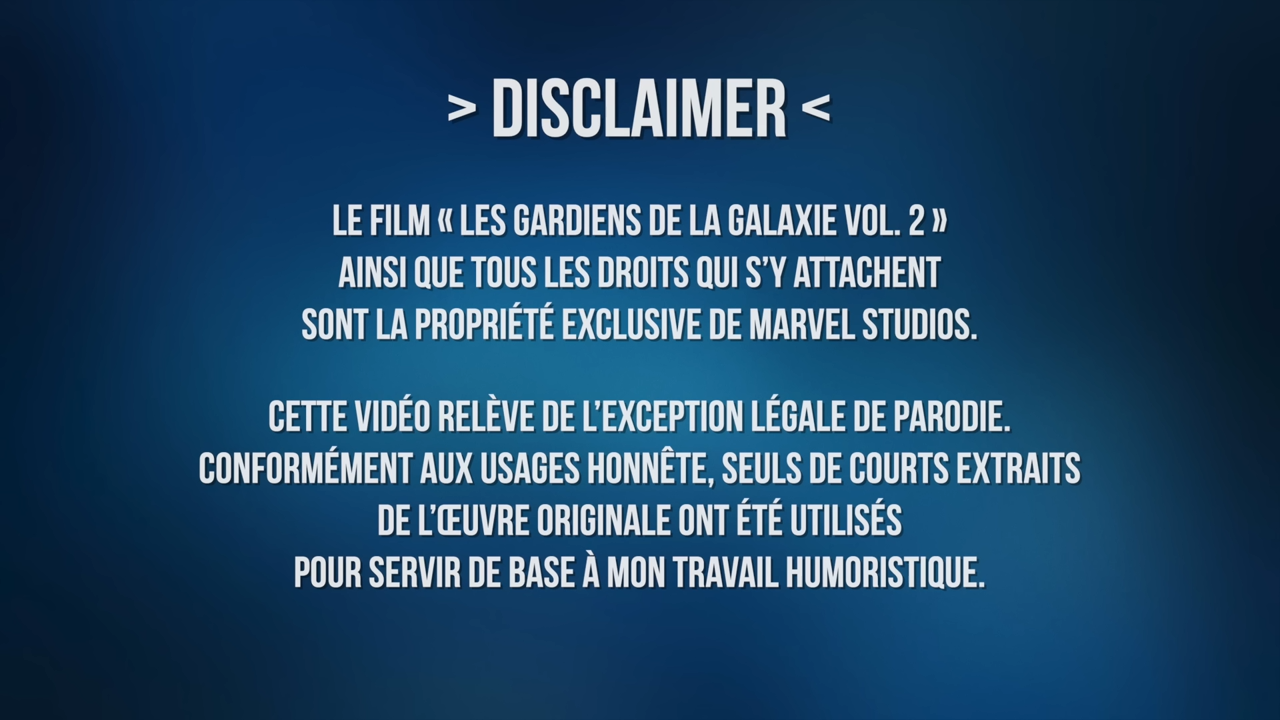 > DISCLAIMER <
LE FILM « LES GARDIENS DE LA GALAXIE VOL. 2 »
AINSI QUE TOUS LES DROITS QUI S’Y ATTACHENT
SONT LA PROPRIÉTÉ EXCLUSIVE DE MARVEL STUDIOS.
CETTE VIDÉO RELÈVE DE L’EXCEPTION LÉGALE DE PARODIE.
CONFORMÉMENT AUX USAGES HONNÊTE, SEULS DE COURTS EXTRAITS
DE L’ŒUVRE ORIGINALE ONT ÉTÉ UTILISÉS
POUR SERVIR DE BASE À MON TRAVAIL HUMORISTIQUE.